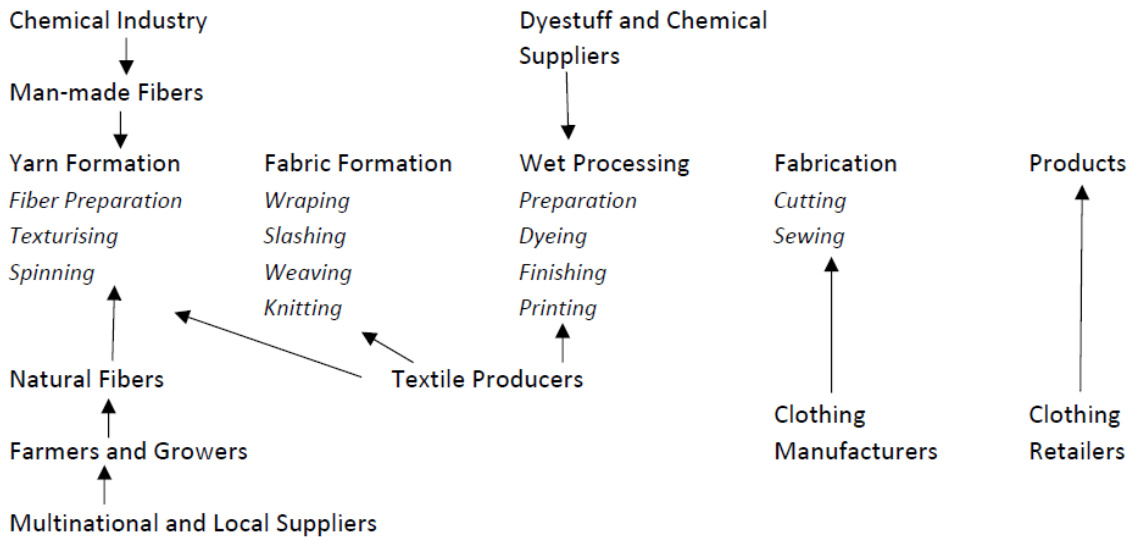 Chemical Industry
Dyestuff and Chemical
Suppliers
Man-made Fibers
Yarn Formation
Fabric Formation
Wet Processing
Fabrication
Products
Fiber Preparation
Wraping
Preparation
Cutting
Texturising
Slashing
Dyeing
Sewing
Spinning
Weaving
Finishing
Knitting
Printing
Natural Fibers
Textile Producers
Clothing
Manufacturers
Clothing
Retailers
Farmers and Growers
Multinational and Local Suppliers